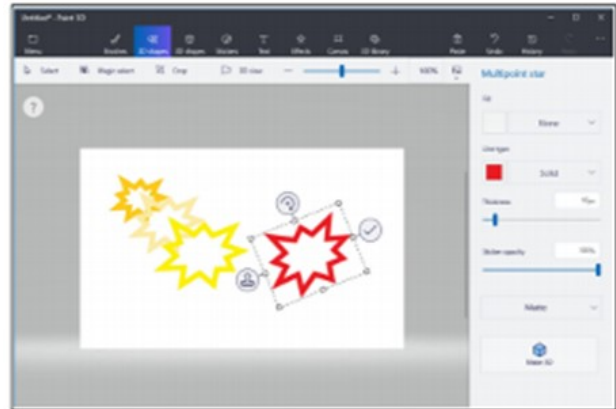 Untitled* - Paint 3D
Menu
Brushes
2D shapes
3D shapes
Stickers
Text
Effects
Canvas
3D library
Paste
Undo
History
Select
Magic select
Crop
3D view
100%
Multipoint star
?
Fill
None
Line type
Solid
Thickness
Sticker opacity
100%
Matte
Make 3D